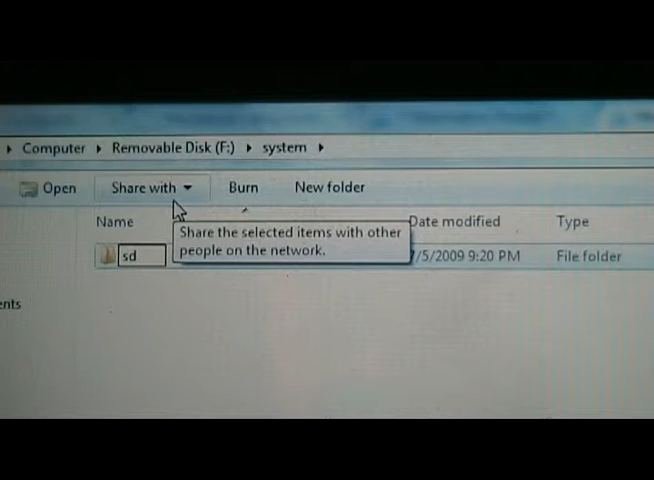 Computer Removable Disk (F:) system
Open Share with Burn New folder
Name Date modified Type
Share the selected items with other
people on the network.
sd /5/2009 9:20 PM File folder
ents